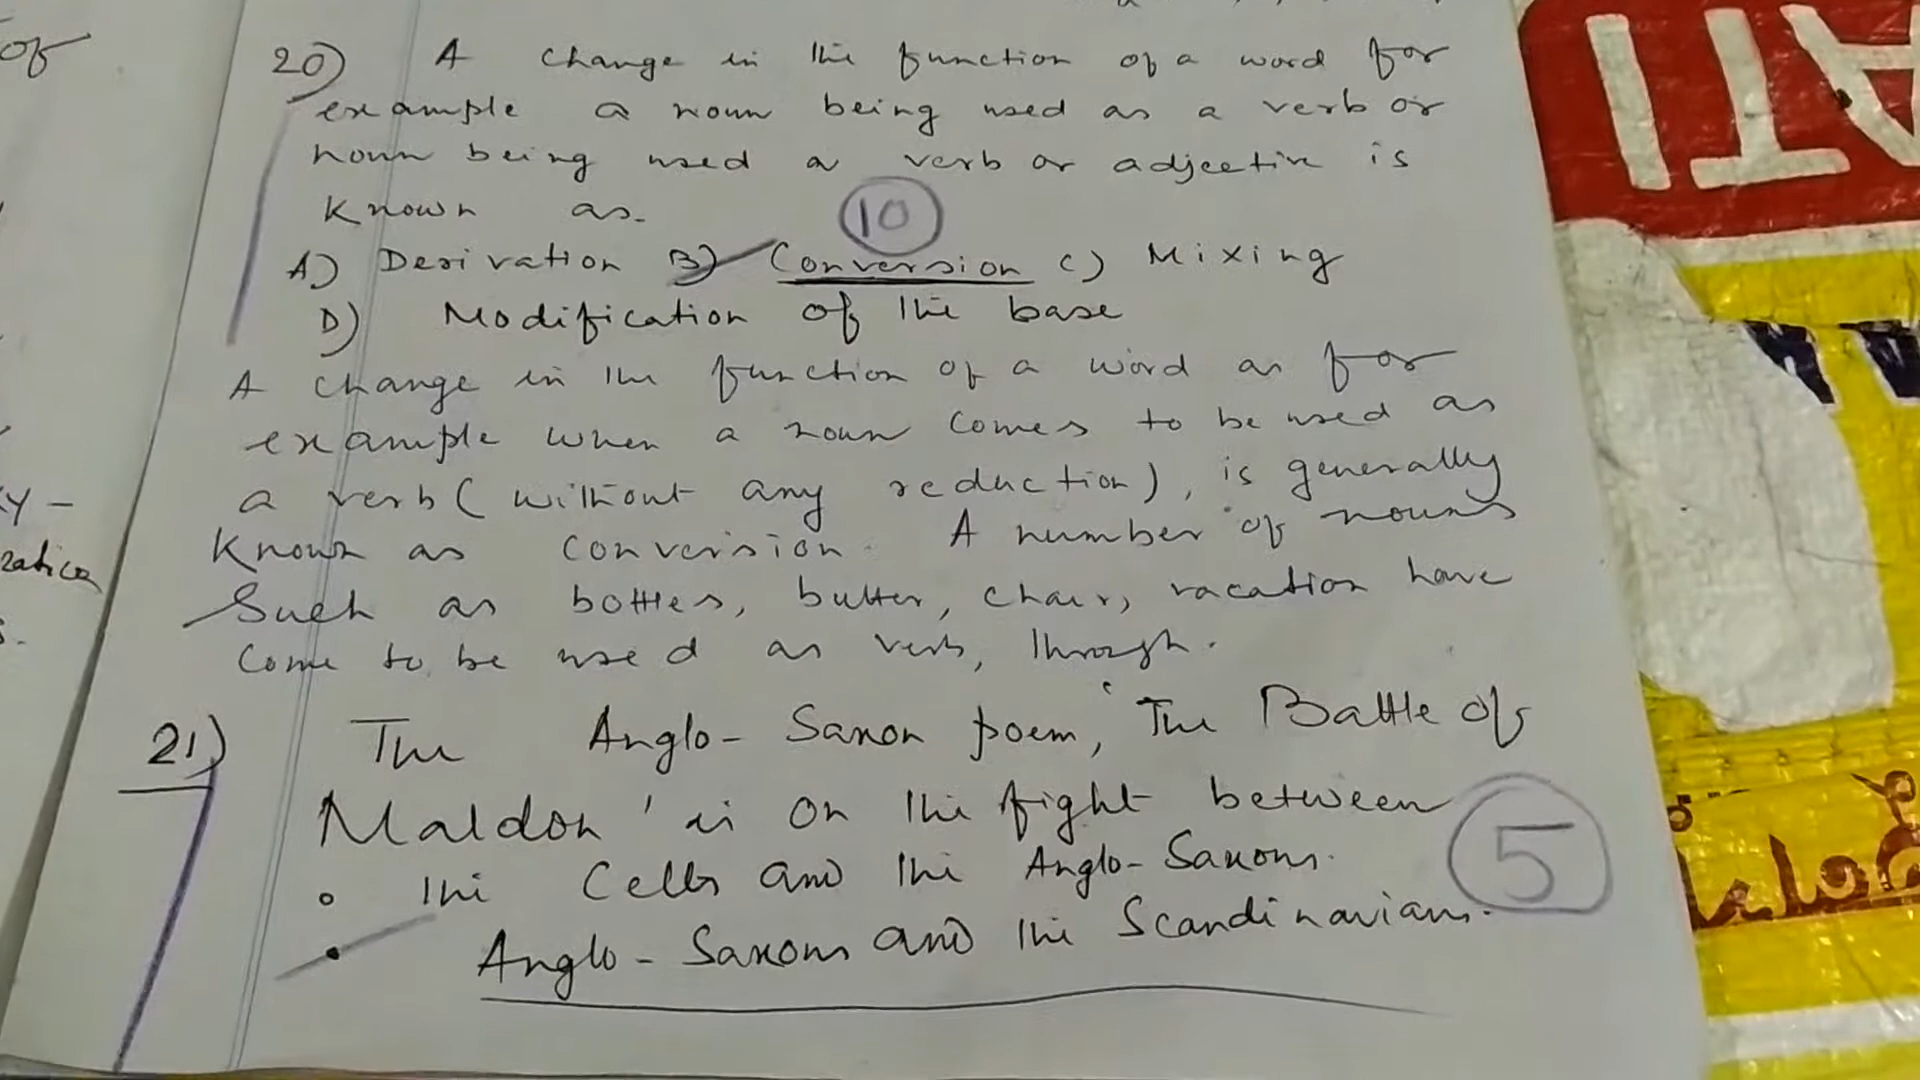 of
20) A change in the function of a word for
example a noun being used as a verb or
noun being used a verb or adjective is
known as.
10
A) Derivation B) Conversion C) Mixing
D) Modification of the base
A change in the function of a word as for
example when a noun comes to be used as
a verb (without any reduction), is generally
known as conversion. A number of nouns
Such as bottles, butter, chair, vacation have
come to be used as verb, through.
21) The Anglo-Saxon poem, 'The Battle of
Maldon' is on the fight between
5
the Celts and the Anglo-Saxons.
Anglo-Saxons and the Scandinavians.
ATI